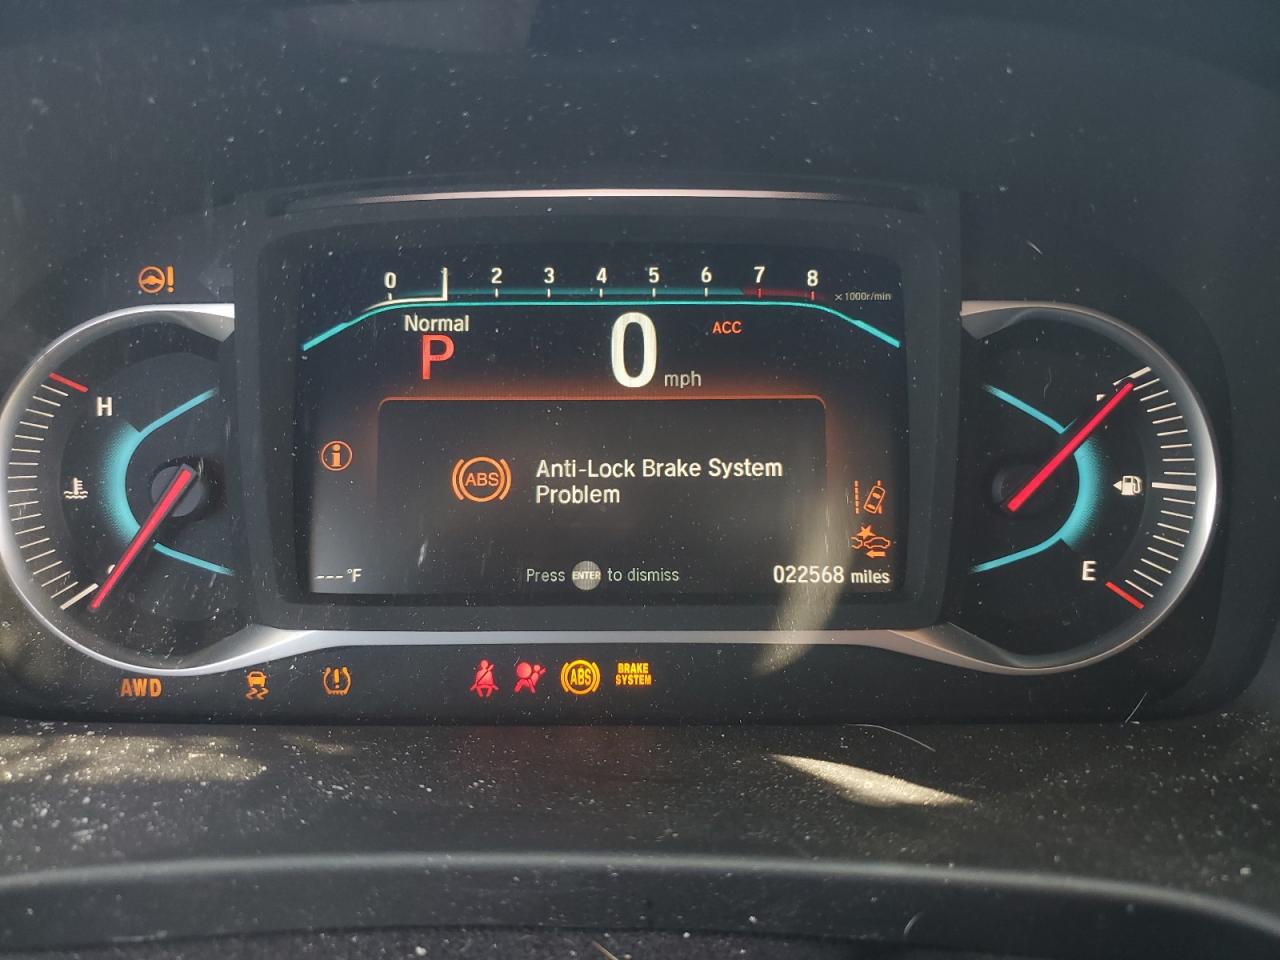 0 1 2 3 4 5 6 7 8
×1000r/min
Normal
P
0 mph
ACC
H
ABS
Anti-Lock Brake System
Problem
E
---°F
Press ENTER to dismiss
022568 miles
AWD
ABS
BRAKE
SYSTEM